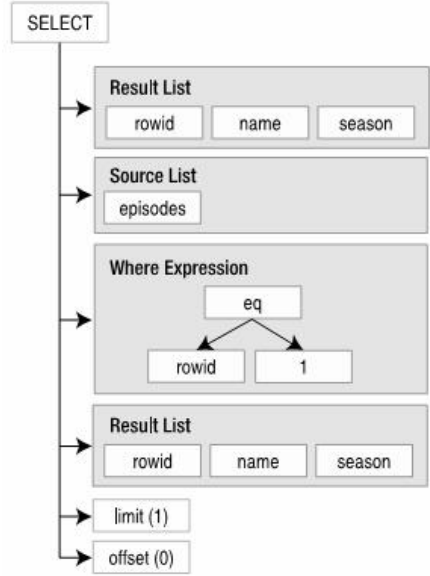 SELECT
Result List
rowid name season
Source List
episodes
Where Expression
eq
rowid 1
Result List
rowid name season
limit (1)
offset (0)